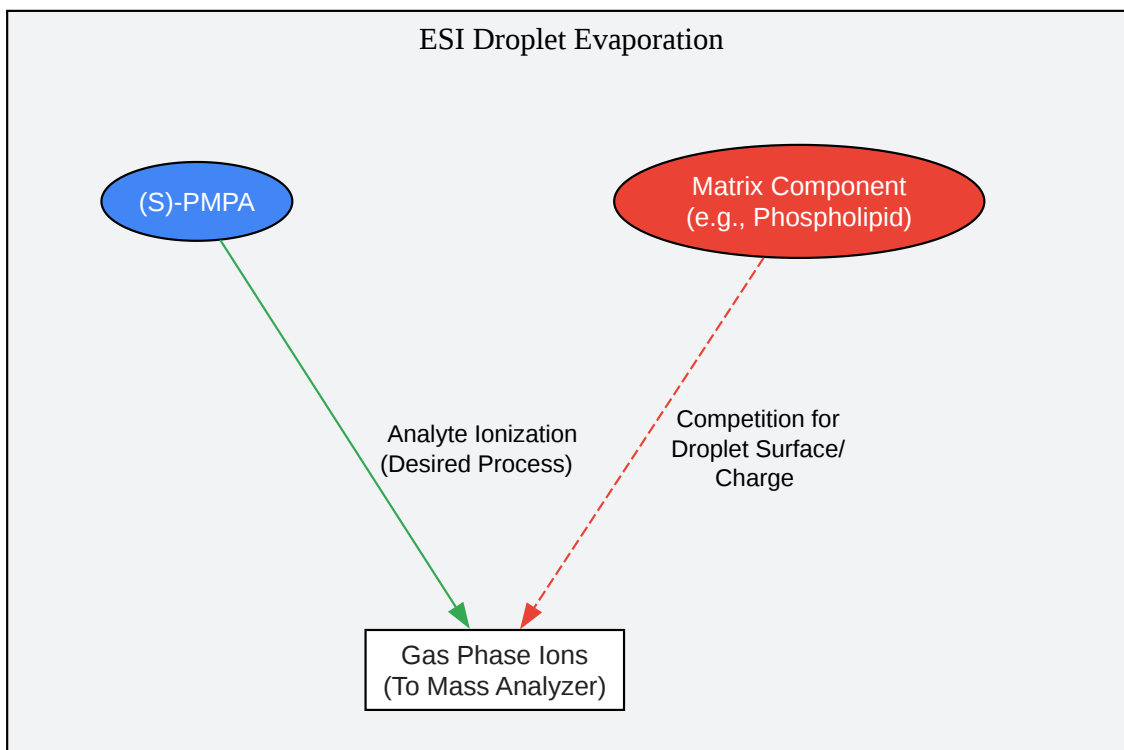 ESI Droplet Evaporation
(S)-PMPA
Matrix Component
(e.g., Phospholipid)
Analyte Ionization
(Desired Process)
Competition for
Droplet Surface/
Charge
Gas Phase Ions
(To Mass Analyzer)